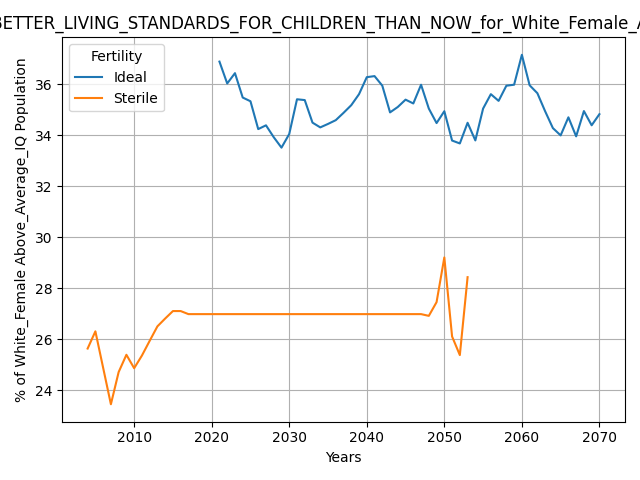 BETTER_LIVING_STANDARDS_FOR_CHILDREN_THAN_NOW_for_White_Female_A
Fertility
Ideal
Sterile
% of White_Female Above_Average_IQ Population
36
34
32
30
28
26
24
2010 2020 2030 2040 2050 2060 2070
Years